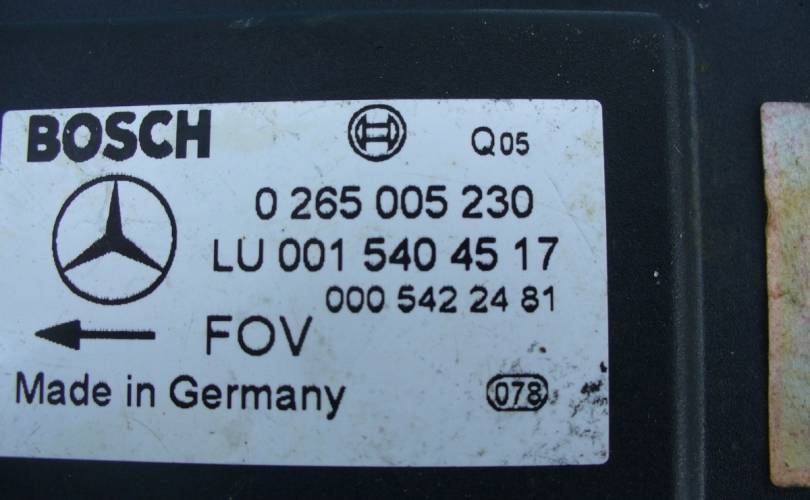 BOSCH Q05
0 265 005 230
LU 001 540 45 17
000 542 24 81
FOV
Made in Germany 078